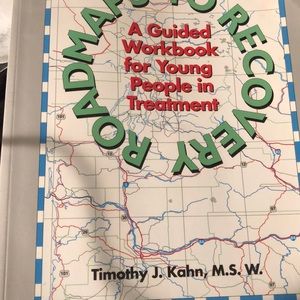 ROADMAPS TO RECOVERY
A Guided
Workbook
for Young
People in
Treatment
Timothy J. Kahn, M.S.W.